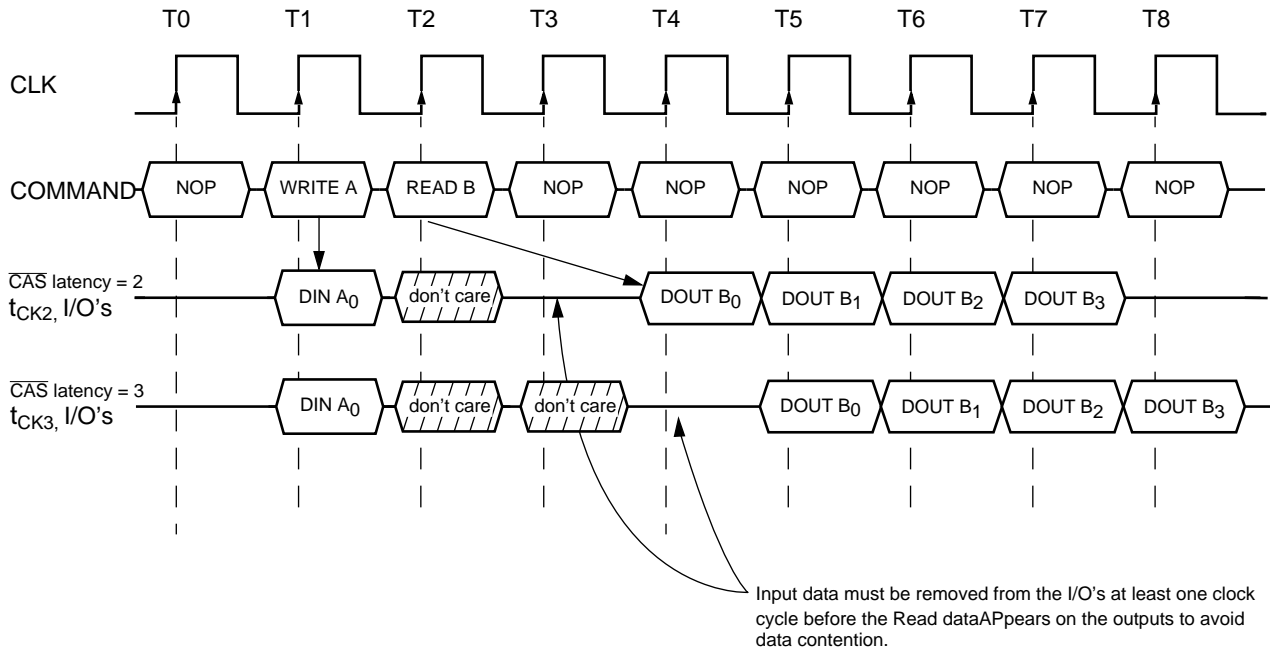 T0 T1 T2 T3 T4 T5 T6 T7 T8
CLK
COMMAND NOP WRITE A READ B NOP NOP NOP NOP NOP NOP
CAS latency = 2
tCK2, I/O's DIN A0 don't care DOUT B0 DOUT B1 DOUT B2 DOUT B3
CAS latency = 3
tCK3, I/O's DIN A0 don't care don't care DOUT B0 DOUT B1 DOUT B2 DOUT B3
Input data must be removed from the I/O's at least one clock
cycle before the Read dataAPpears on the outputs to avoid
data contention.